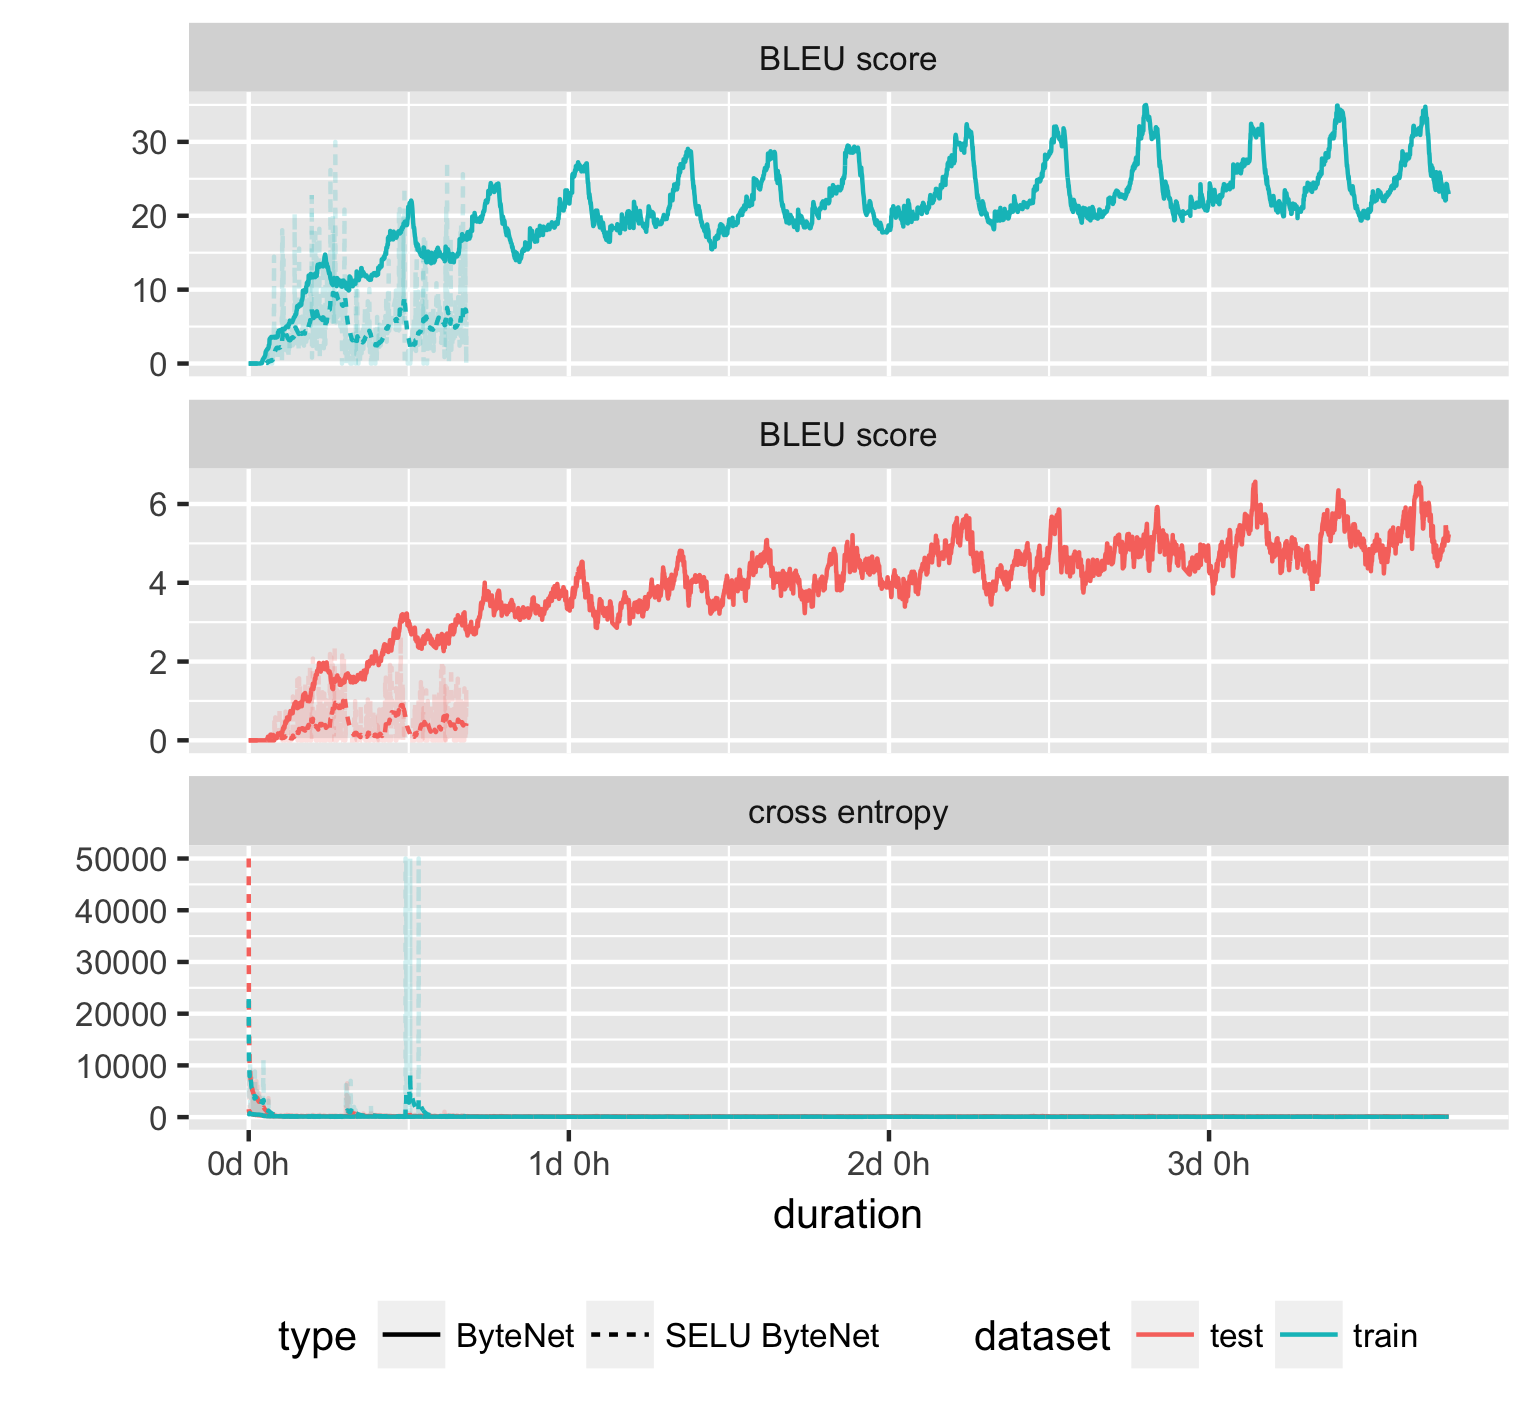 BLEU score
30
20
10
0
BLEU score
6
4
2
0
cross entropy
50000
40000
30000
20000
10000
0
0d 0h 1d 0h 2d 0h 3d 0h
duration
type ByteNet SELU ByteNet dataset test train